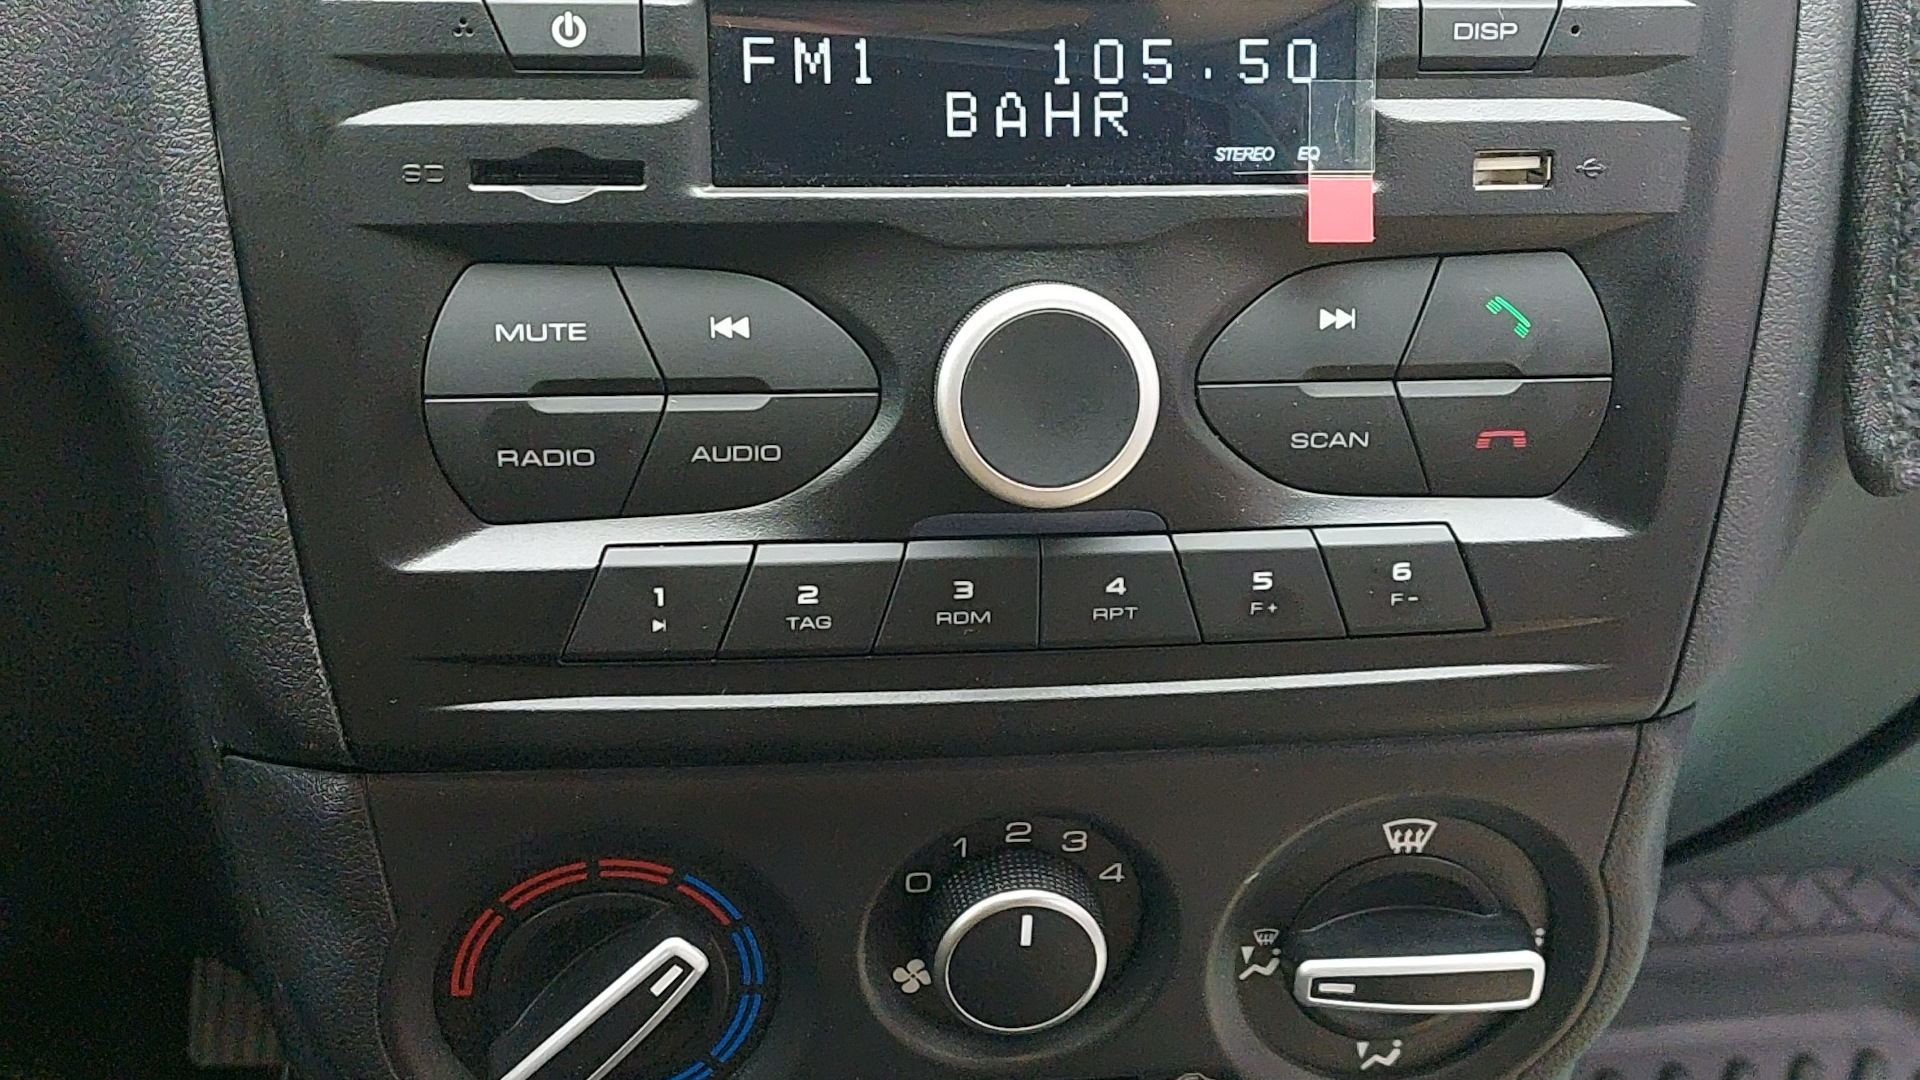 DISP
FM1 105.50
BAHR
STEREO EQ
SD
MUTE
RADIO
AUDIO
SCAN
1
2
TAG
3
RDM
4
RPT
5
F+
6
F-
0 1 2 3 4